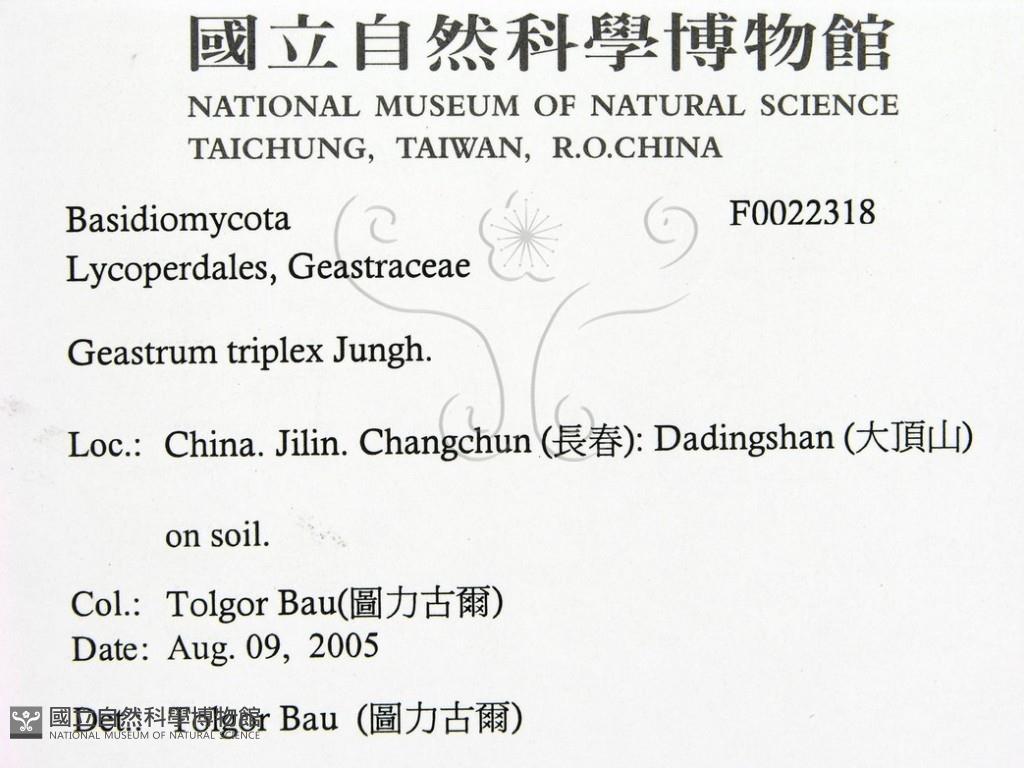 國立自然科學博物館
NATIONAL MUSEUM OF NATURAL SCIENCE
TAICHUNG, TAIWAN, R.O.CHINA
Basidiomycota F0022318
Lycoperdales, Geastraceae
Geastrum triplex Jungh.
Loc.: China. Jilin. Changchun (長春): Dadingshan (大頂山)
on soil.
Col.: Tolgor Bau(圖力古爾)
Date: Aug. 09, 2005
Det.: Tolgor Bau (圖力古爾)
國立自然科學博物館
NATIONAL MUSEUM OF NATURAL SCIENCE